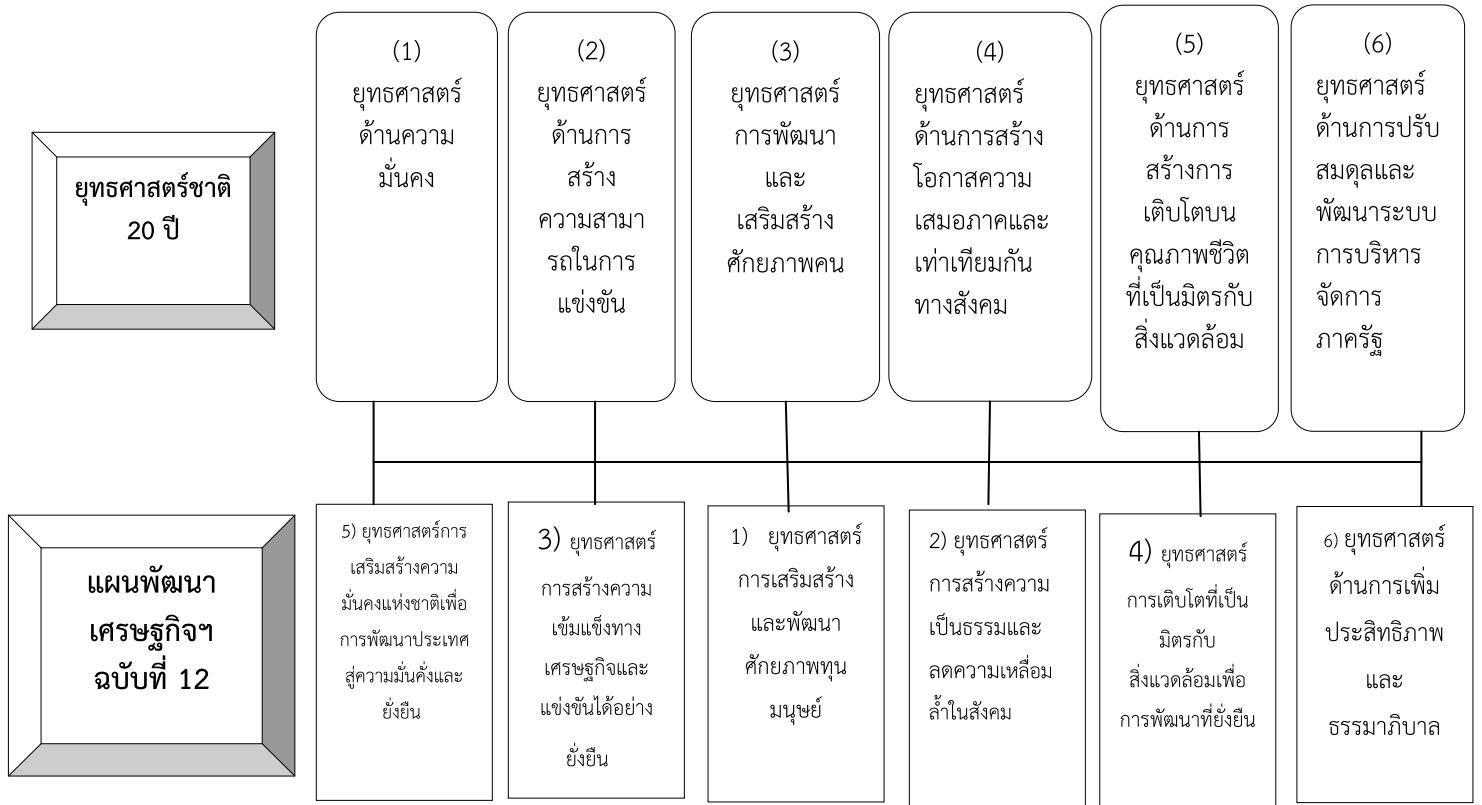 ยุทธศาสตร์ชาติ
20 ปี
(1)
ยุทธศาสตร์
ด้านความ
มั่นคง
(2)
ยุทธศาสตร์
ด้านการ
สร้าง
ความสามา
รถในการ
แข่งขัน
(3)
ยุทธศาสตร์
การพัฒนา
และ
เสริมสร้าง
ศักยภาพคน
(4)
ยุทธศาสตร์
ด้านการสร้าง
โอกาสความ
เสมอภาคและ
เท่าเทียมกัน
ทางสังคม
(5)
ยุทธศาสตร์
ด้านการ
สร้างการ
เติบโตบน
คุณภาพชีวิต
ที่เป็นมิตรกับ
สิ่งแวดล้อม
(6)
ยุทธศาสตร์
ด้านการปรับ
สมดุลและ
พัฒนาระบบ
การบริหาร
จัดการ
ภาครัฐ
แผนพัฒนา
เศรษฐกิจฯ
ฉบับที่ 12
5) ยุทธศาสตร์การ
เสริมสร้างความ
มั่นคงแห่งชาติเพื่อ
การพัฒนาประเทศ
สู่ความมั่นคั่งและ
ยั่งยืน
3) ยุทธศาสตร์
การสร้างความ
เข้มแข็งทาง
เศรษฐกิจและ
แข่งขันได้อย่าง
ยั่งยืน
1) ยุทธศาสตร์
การเสริมสร้าง
และพัฒนา
ศักยภาพทุน
มนุษย์
2) ยุทธศาสตร์
การสร้างความ
เป็นธรรมและ
ลดความเหลื่อม
ล้ำในสังคม
4) ยุทธศาสตร์
การเติบโตที่เป็น
มิตรกับ
สิ่งแวดล้อมเพื่อ
การพัฒนาที่ยั่งยืน
6) ยุทธศาสตร์
ด้านการเพิ่ม
ประสิทธิภาพ
และ
ธรรมาภิบาล